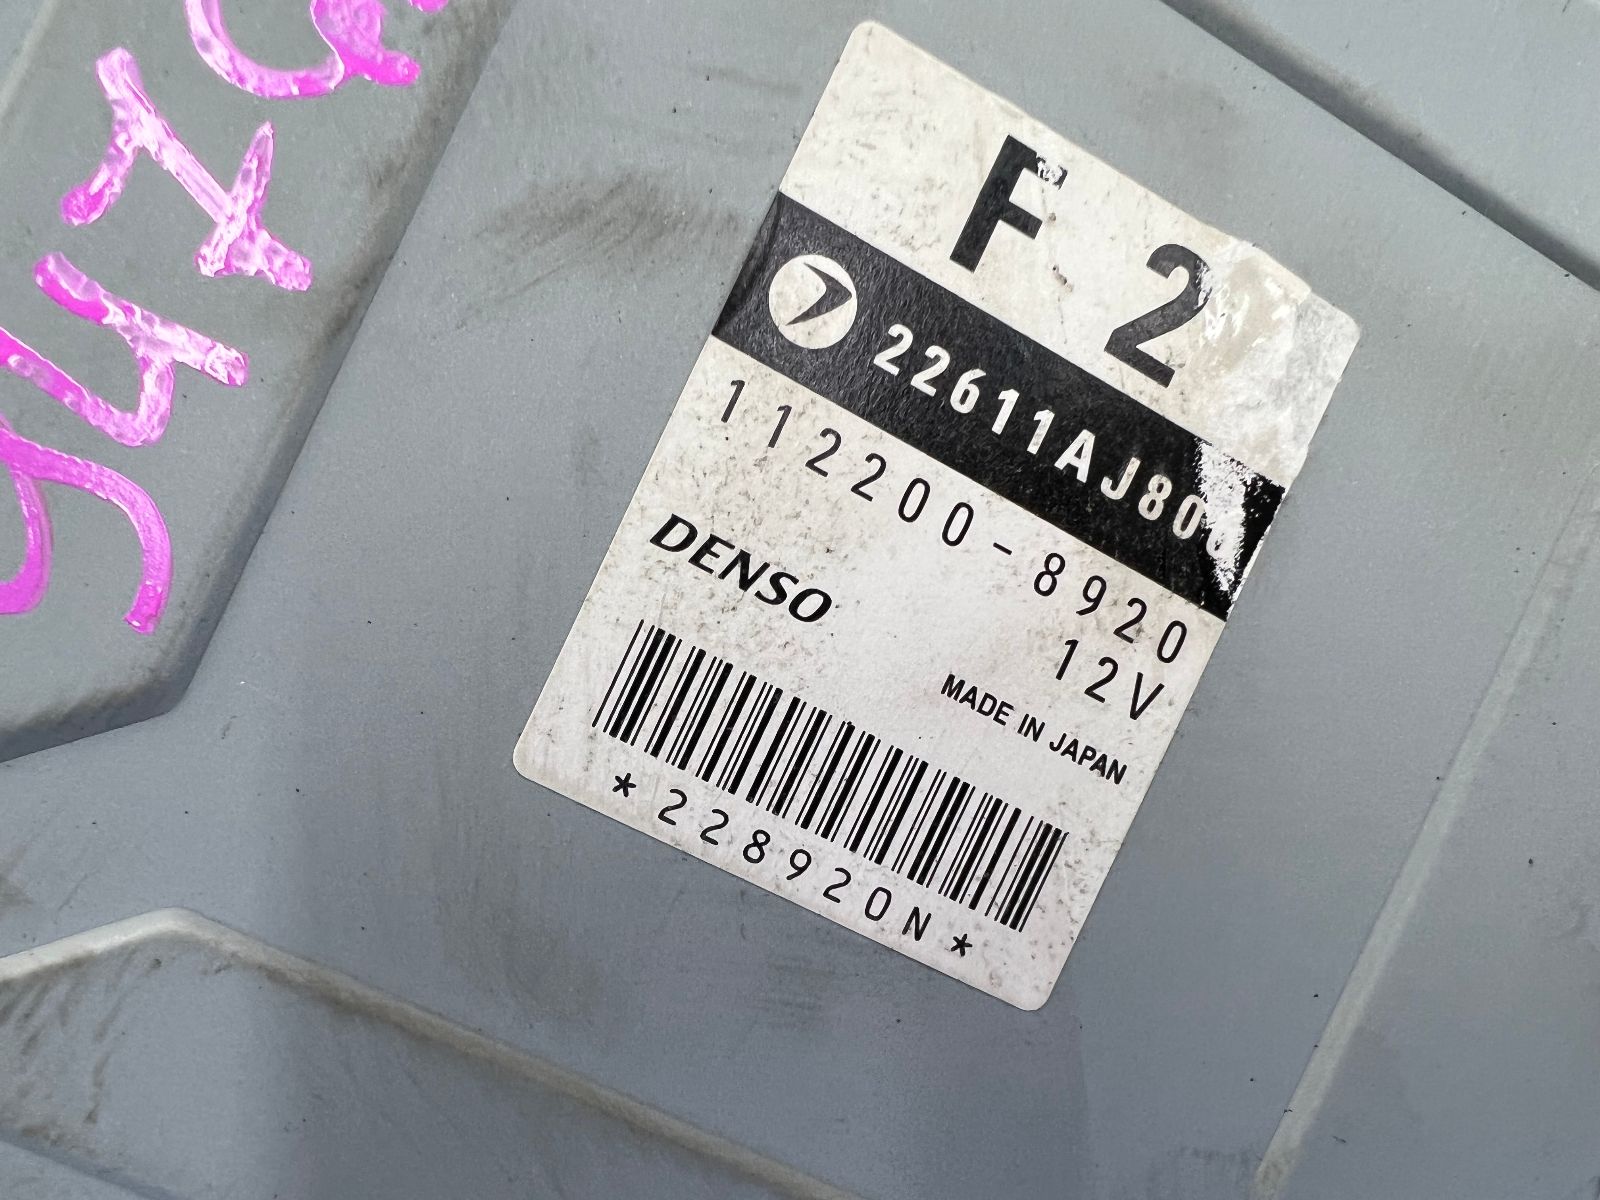 F 2
22611AJ80
112200-8920
12V
DENSO
MADE IN JAPAN
*228920N*